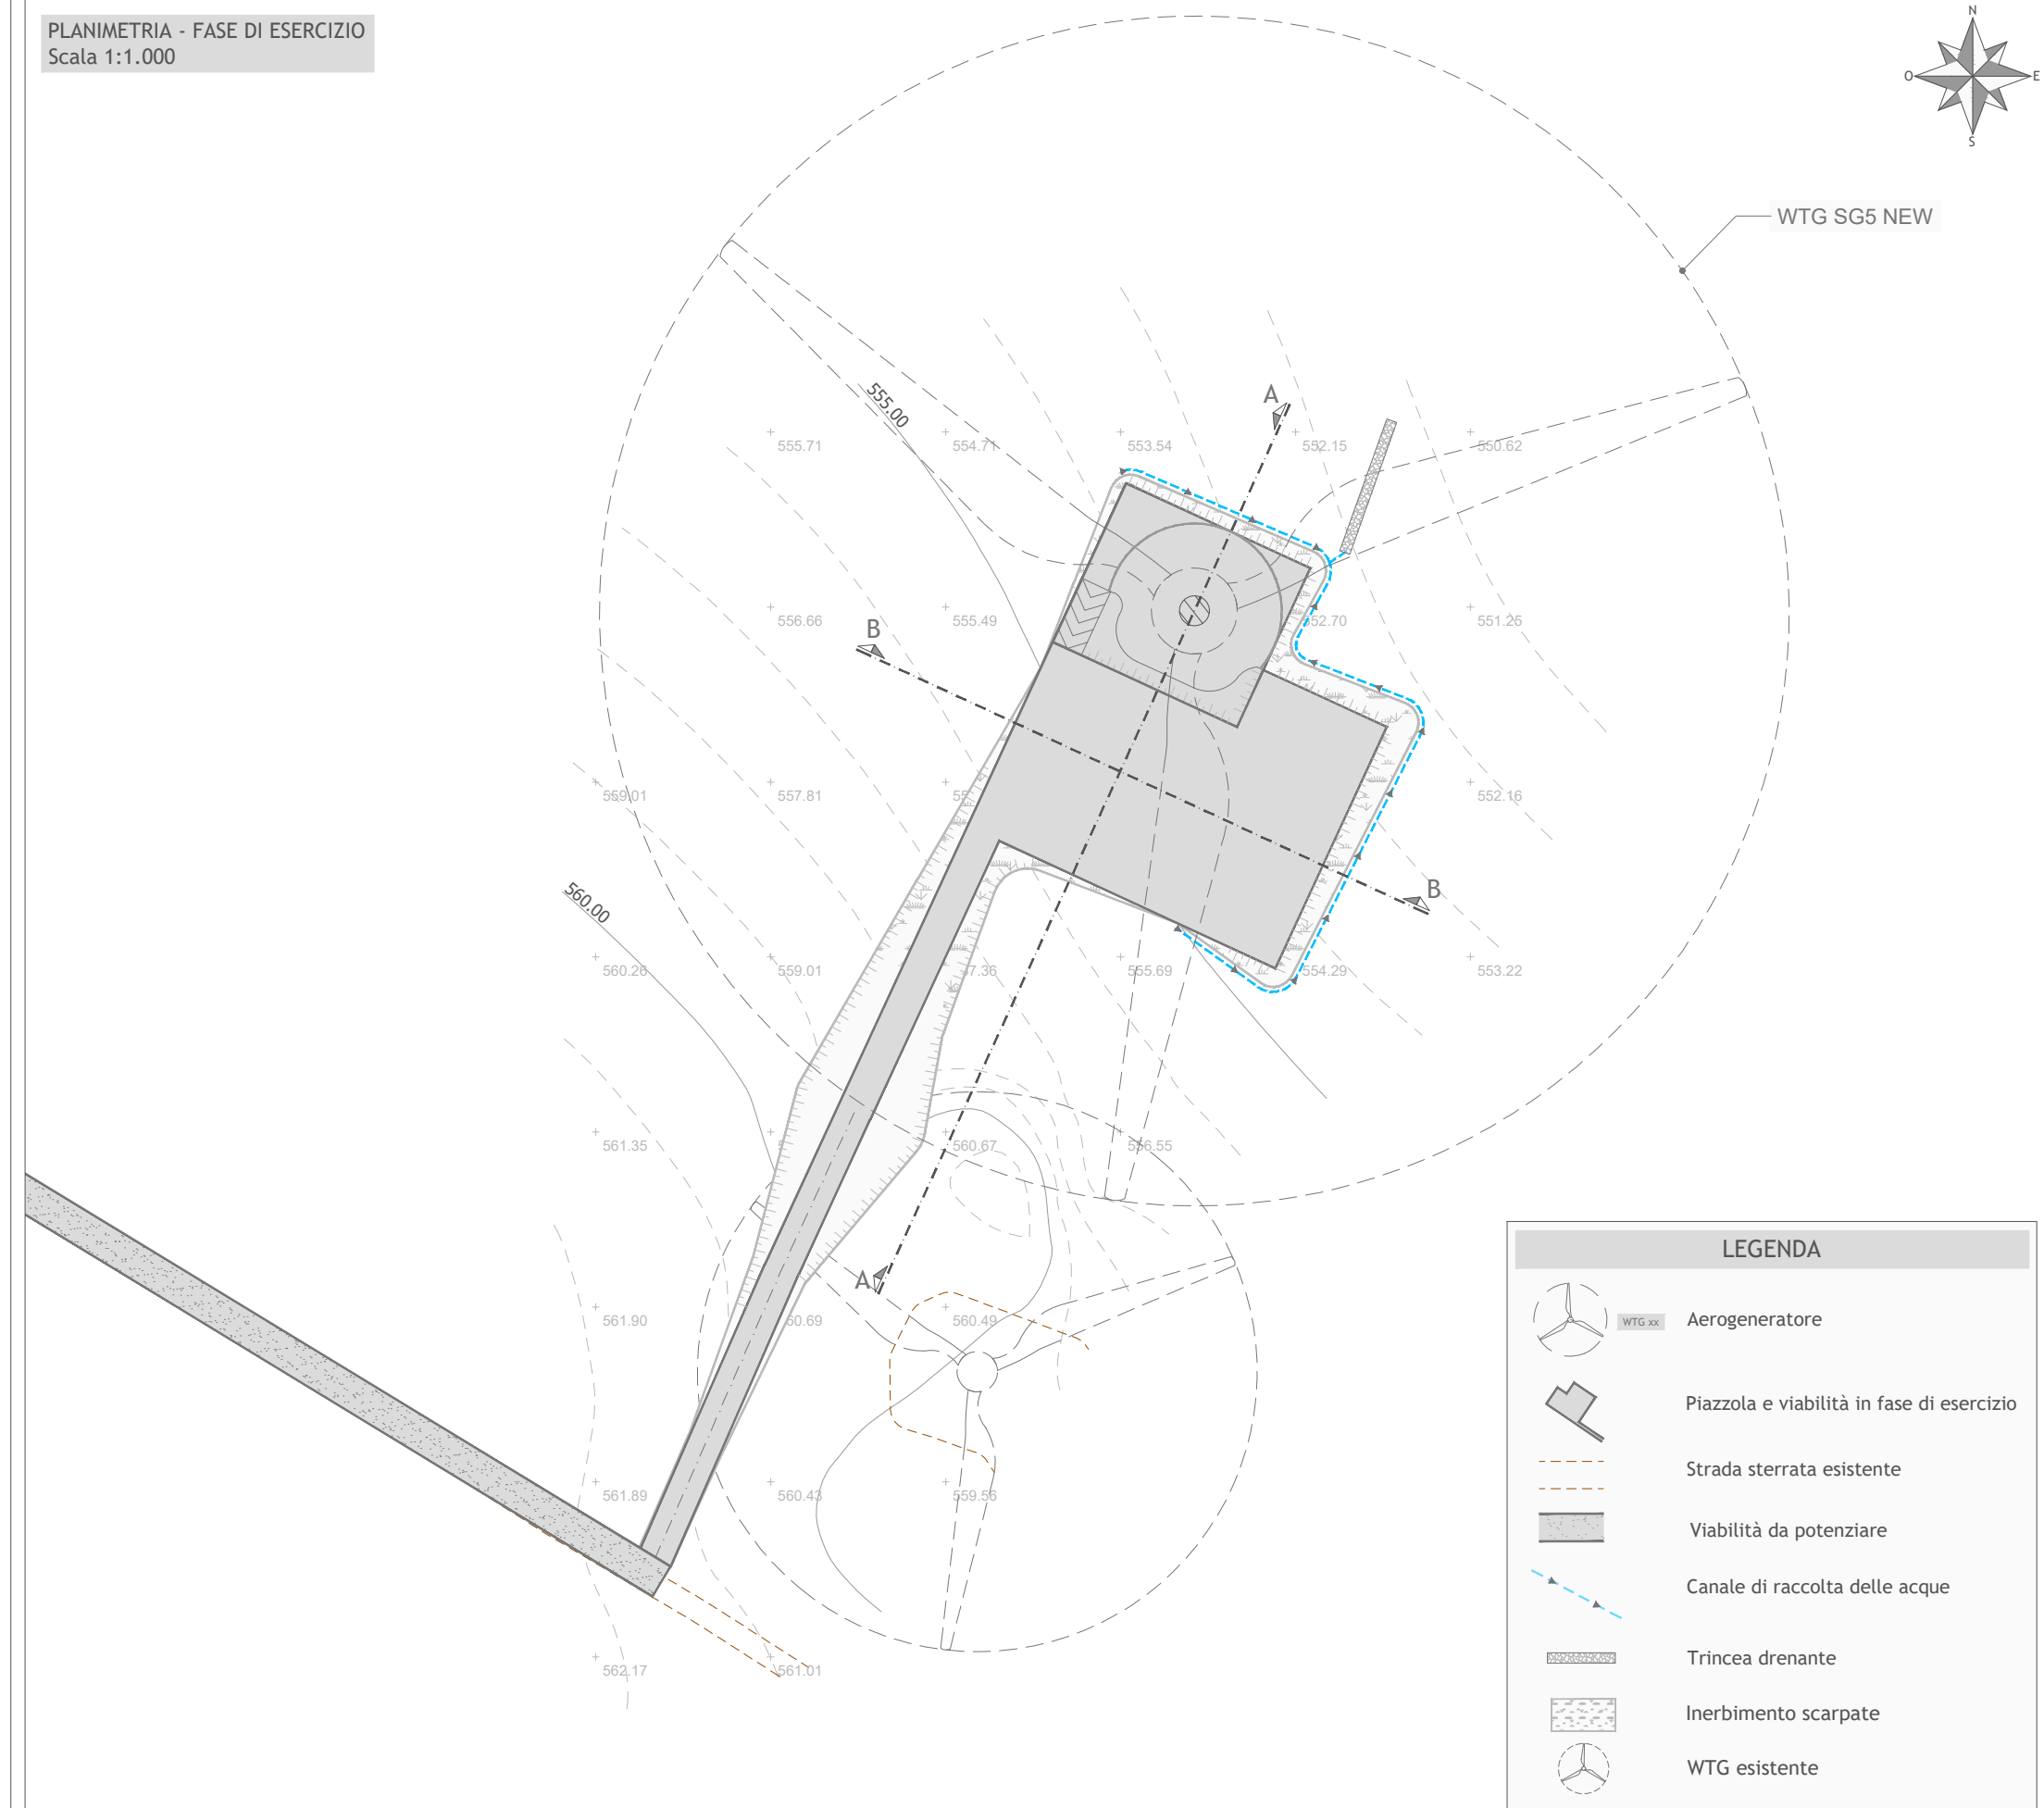 PLANIMETRIA - FASE DI ESERCIZIO
Scala 1:1.000
N
O
E
S
WTG SG5 NEW
555.00
A
555.71
554.71
553.54
552.15
550.62
B
556.66
555.49
552.70
551.25
559.01
557.81
552.16
560.00
B
560.26
559.01
555.69
554.29
553.22
561.35
560.67
556.55
A
561.90
560.49
561.89
560.43
559.56
562.17
561.01
LEGENDA
WTG xx
Aerogeneratore
Piazzola e viabilità in fase di esercizio
Strada sterrata esistente
Viabilità da potenziare
Canale di raccolta delle acque
Trincea drenante
Inerbimento scarpate
WTG esistente